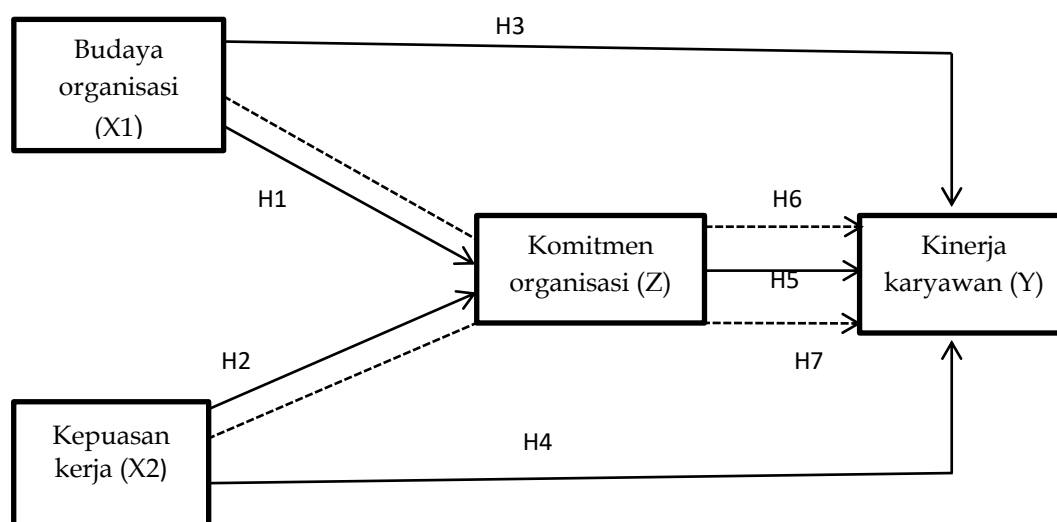 H3
Budaya
organisasi
(X1)
H1
H6
Komitmen
organisasi (Z)
Kinerja
karyawan (Y)
H5
H2
H7
Kepuasan
kerja (X2)
H4